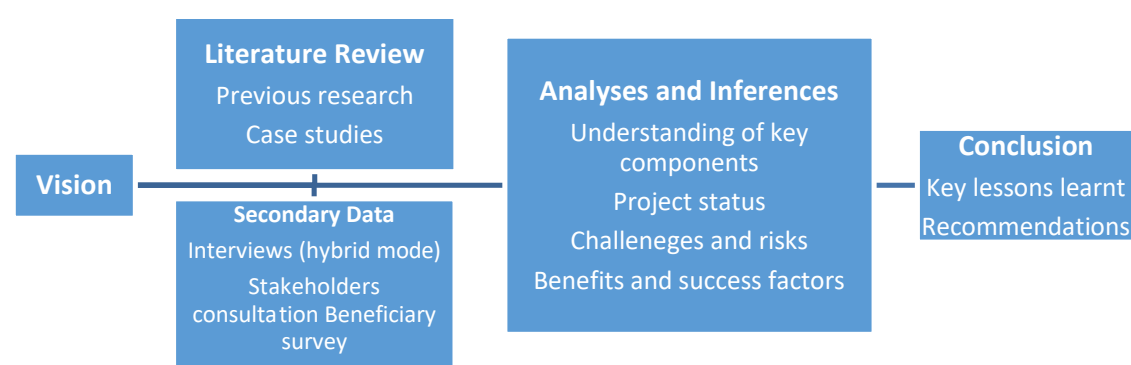 Vision
Literature Review
Previous research
Case studies
Secondary Data
Interviews (hybrid mode)
Stakeholders
consultation Beneficiary
survey
Analyses and Inferences
Understanding of key
components
Project status
Challeneges and risks
Benefits and success factors
Conclusion
Key lessons learnt
Recommendations